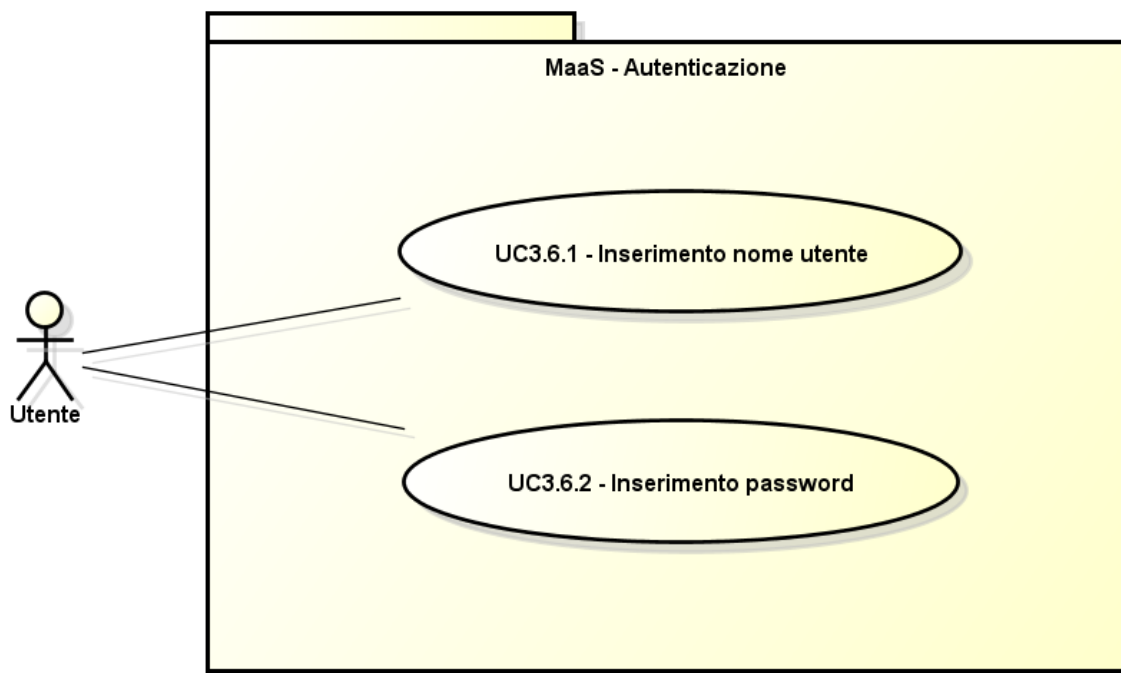 MaaS - Autenticazione
UC3.6.1 - Inserimento nome utente
Utente
UC3.6.2 - Inserimento password